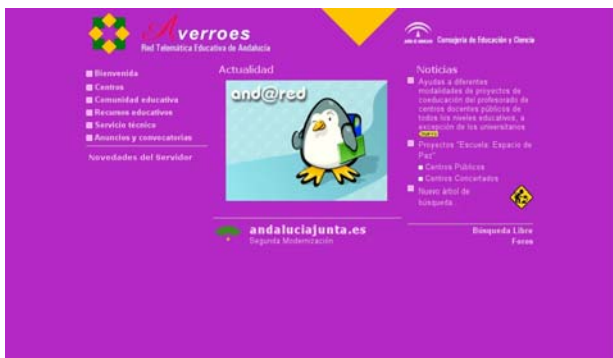 Averroes
Red Telemática Educativa de Andalucía
Consejería de Educación y Ciencia
Bienvenida
Centros
Comunidad educativa
Recursos educativos
Servicio técnico
Anuncios y convocatorias
Novedades del Servidor
Actualidad
and@red
andaluciajunta.es
Segunda Modernización
Noticias
Ayudas a diferentes
modalidades de proyectos de
coeducación del profesorado de
centros docentes públicos de
todos los niveles educativos, a
excepción de los universitarios
Proyectos "Escuela: Espacio de
Paz"
Centros Públicos
Centros Concertados
Nuevo árbol de
búsqueda
Búsqueda Libre
Foros